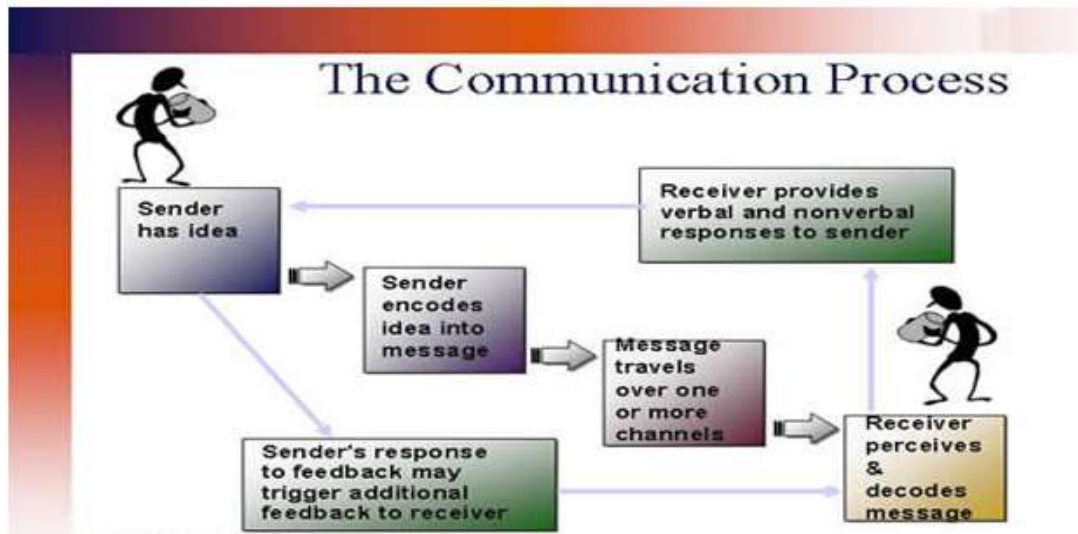 The Communication Process
Sender
has idea
Receiver provides
verbal and nonverbal
responses to sender
Sender
encodes
idea into
message
Message
travels
over one
or more
channels
Receiver
perceives
&
decodes
message
Sender's response
to feedback may
trigger additional
feedback to receiver